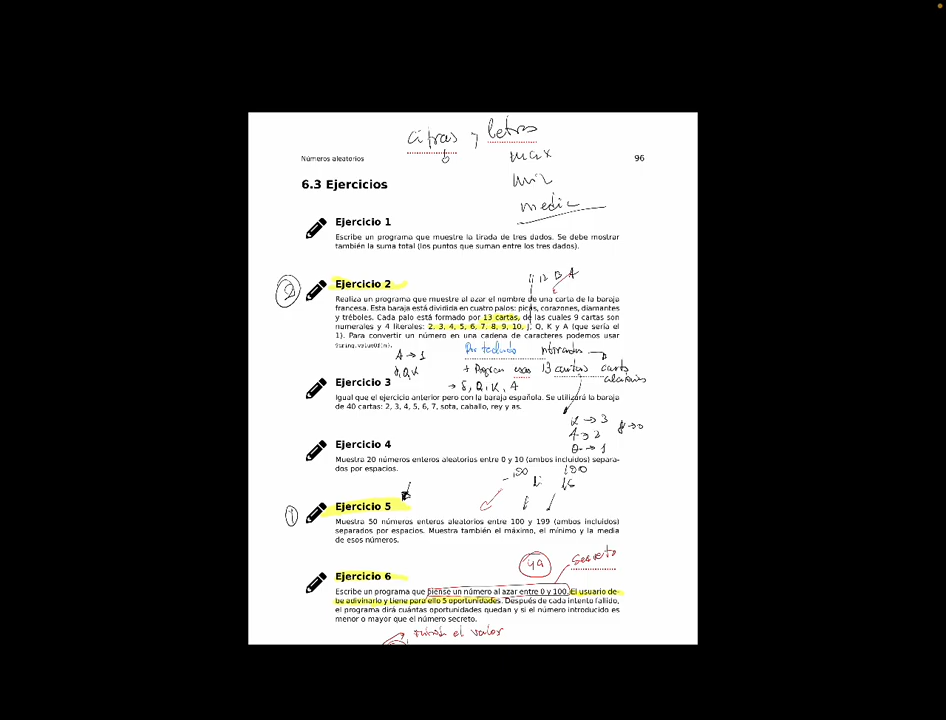 cifras y letras
Números aleatorios
max
96
min
6.3 Ejercicios
media
Ejercicio 1
Escribe un programa que muestre la tirada de tres dados. Se debe mostrar
también la suma total (los puntos que suman entre los tres dados).
11 12 13 A
2
Ejercicio 2
Realiza un programa que muestre al azar el nombre de una carta de la baraja
francesa. Esta baraja está dividida en cuatro palos: picas, corazones, diamantes
y tréboles. Cada palo está formado por 13 cartas, de las cuales 9 cartas son
numerales y 4 literales: 2, 3, 4, 5, 6, 7, 8, 9, 10, J, Q, K y A (que sería el
1). Para convertir un número en una cadena de caracteres podemos usar
String.valueOf(n).
Por teclado
A → 1
13 cartas carta
Ejercicio 3
→ J, Q, K, A
Igual que el ejercicio anterior pero con la baraja española. Se utilizará la baraja
de 40 cartas: 2, 3, 4, 5, 6, 7, sota, caballo, rey y as.
K → 3
A → 2
Q → 1
Ejercicio 4
Muestra 20 números enteros aleatorios entre 0 y 10 (ambos incluidos) separa-
dos por espacios.
1
Ejercicio 5
Muestra 50 números enteros aleatorios entre 100 y 199 (ambos incluidos)
separados por espacios. Muestra también el máximo, el mínimo y la media
de esos números.
secreto
Ejercicio 6
Escribe un programa que piense un número al azar entre 0 y 100. El usuario de-
be adivinarlo y tiene para ello 5 oportunidades. Después de cada intento fallido,
el programa dirá cuántas oportunidades quedan y si el número introducido es
menor o mayor que el número secreto.
el valor